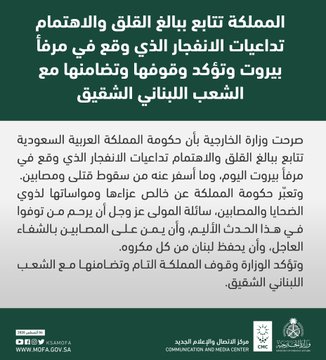 المملكة تتابع ببالغ القلق والاهتمام
تداعيات الانفجار الذي وقع في مرفأ
بيروت وتؤكد وقوفها وتضامنها مع
الشعب اللبناني الشقيق
صرحت وزارة الخارجية بأن حكومة المملكة العربية السعودية
تتابع ببالغ القلق والاهتمام تداعيات الانفجار الذي وقع في
مرفأ بيروت اليوم، وما أسفر عنه من سقوط قتلى ومصابين.
وتعبّر حكومة المملكة عن خالص عزاءها ومواساتها لذوي
الضحايا والمصابين، سائلة المولى عز وجل أن يرحم من توفوا
في هذا الحدث الأليم، وأن يمن على المصابين بالشفاء
العاجل، وأن يحفظ لبنان من كل مكروه.
وتؤكد الوزارة وقوف المملكة التام وتضامنها مع الشعب
اللبناني الشقيق.
وزارة الخارجية
CMC
مركز الاتصال والإعلام الجديد
COMMUNICATION AND MEDIA CENTER
KSAMOFA
WWW.MOFA.GOV.SA